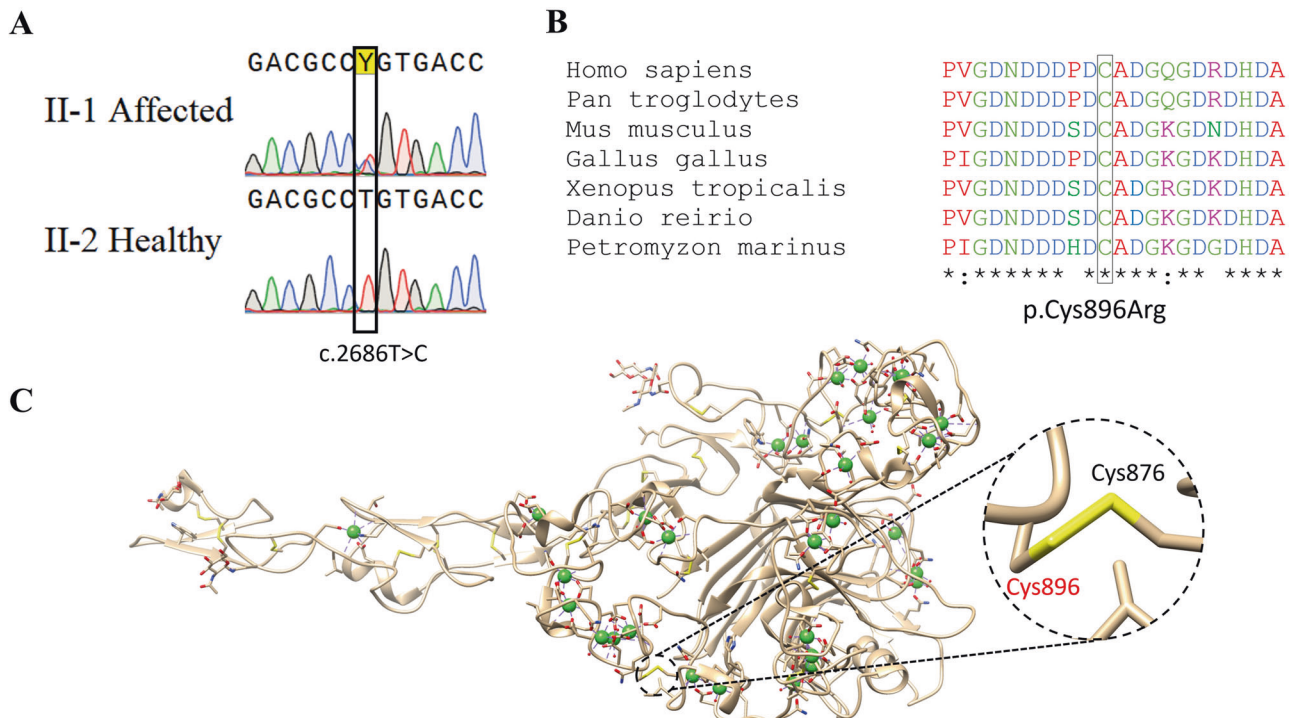 A
GACGCCYGTGACC
II-1 Affected
GACGCCTGTGACC
II-2 Healthy
c.2686T>C
B
Homo sapiens PVGDNDDDPDCADGQGDRDHDA
Pan troglodytes PVGDNDDDPDCADGQGDRDHDA
Mus musculus PVGDNDDDSDCADGKGDNDHDA
Gallus gallus PIGDNDDDPDCADGKGDKDHDA
Xenopus tropicalis PVGDNDDDSDCADGRGDKDHDA
Danio reirio PVGDNDDDSDCADGKGDKDHDA
Petromyzon marinus PIGDNDDDHDCADGKGDGDHDA
*:****** *****:** ****
p.Cys896Arg
C
Cys876
Cys896